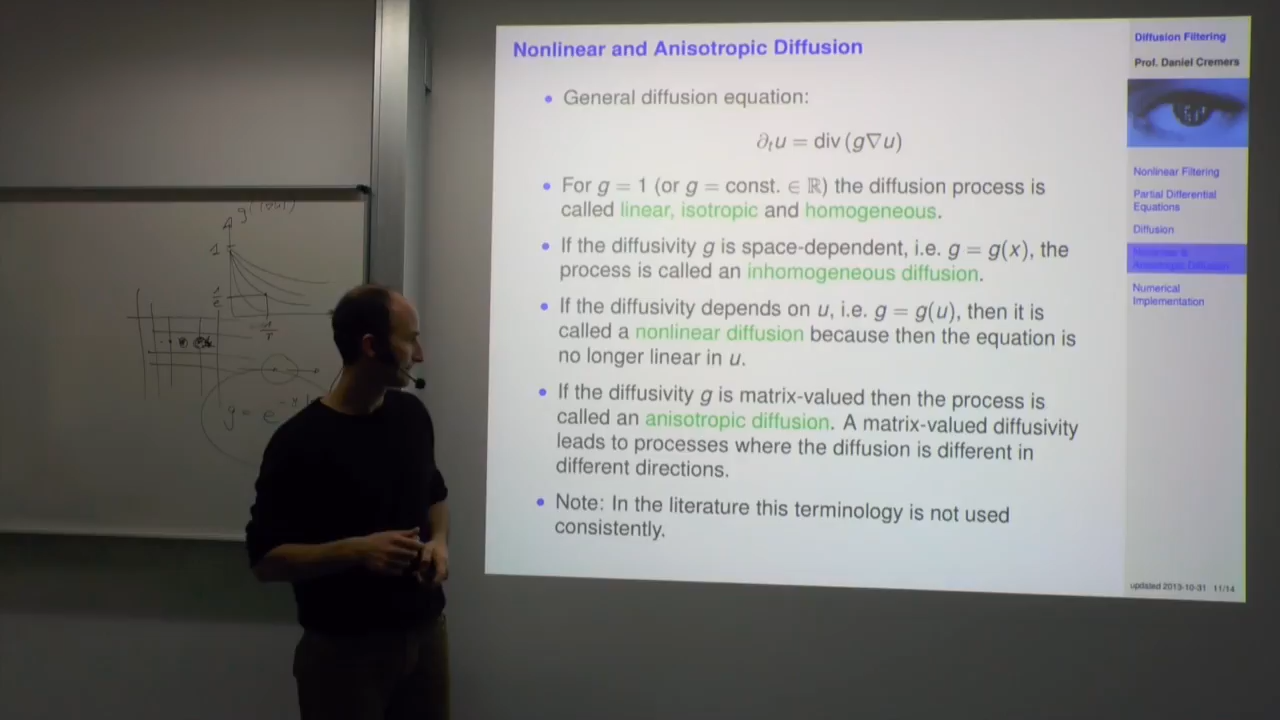 Nonlinear and Anisotropic Diffusion
• General diffusion equation:
∂ₜu = div (g∇u)
• For g = 1 (or g = const. ∈ ℝ) the diffusion process is
called linear, isotropic and homogeneous.
• If the diffusivity g is space-dependent, i.e. g = g(x), the
process is called an inhomogeneous diffusion.
• If the diffusivity depends on u, i.e. g = g(u), then it is
called a nonlinear diffusion because then the equation is
no longer linear in u.
• If the diffusivity g is matrix-valued then the process is
called an anisotropic diffusion. A matrix-valued diffusivity
leads to processes where the diffusion is different in
different directions.
• Note: In the literature this terminology is not used
consistently.
Diffusion Filtering
Prof. Daniel Cremers
Nonlinear Filtering
Partial Differential
Equations
Diffusion
Nonlinear &
Anisotropic Diffusion
Numerical
Implementation
updated 2013-10-31 11/14
g(|∇u|)
1
1/e
g = e